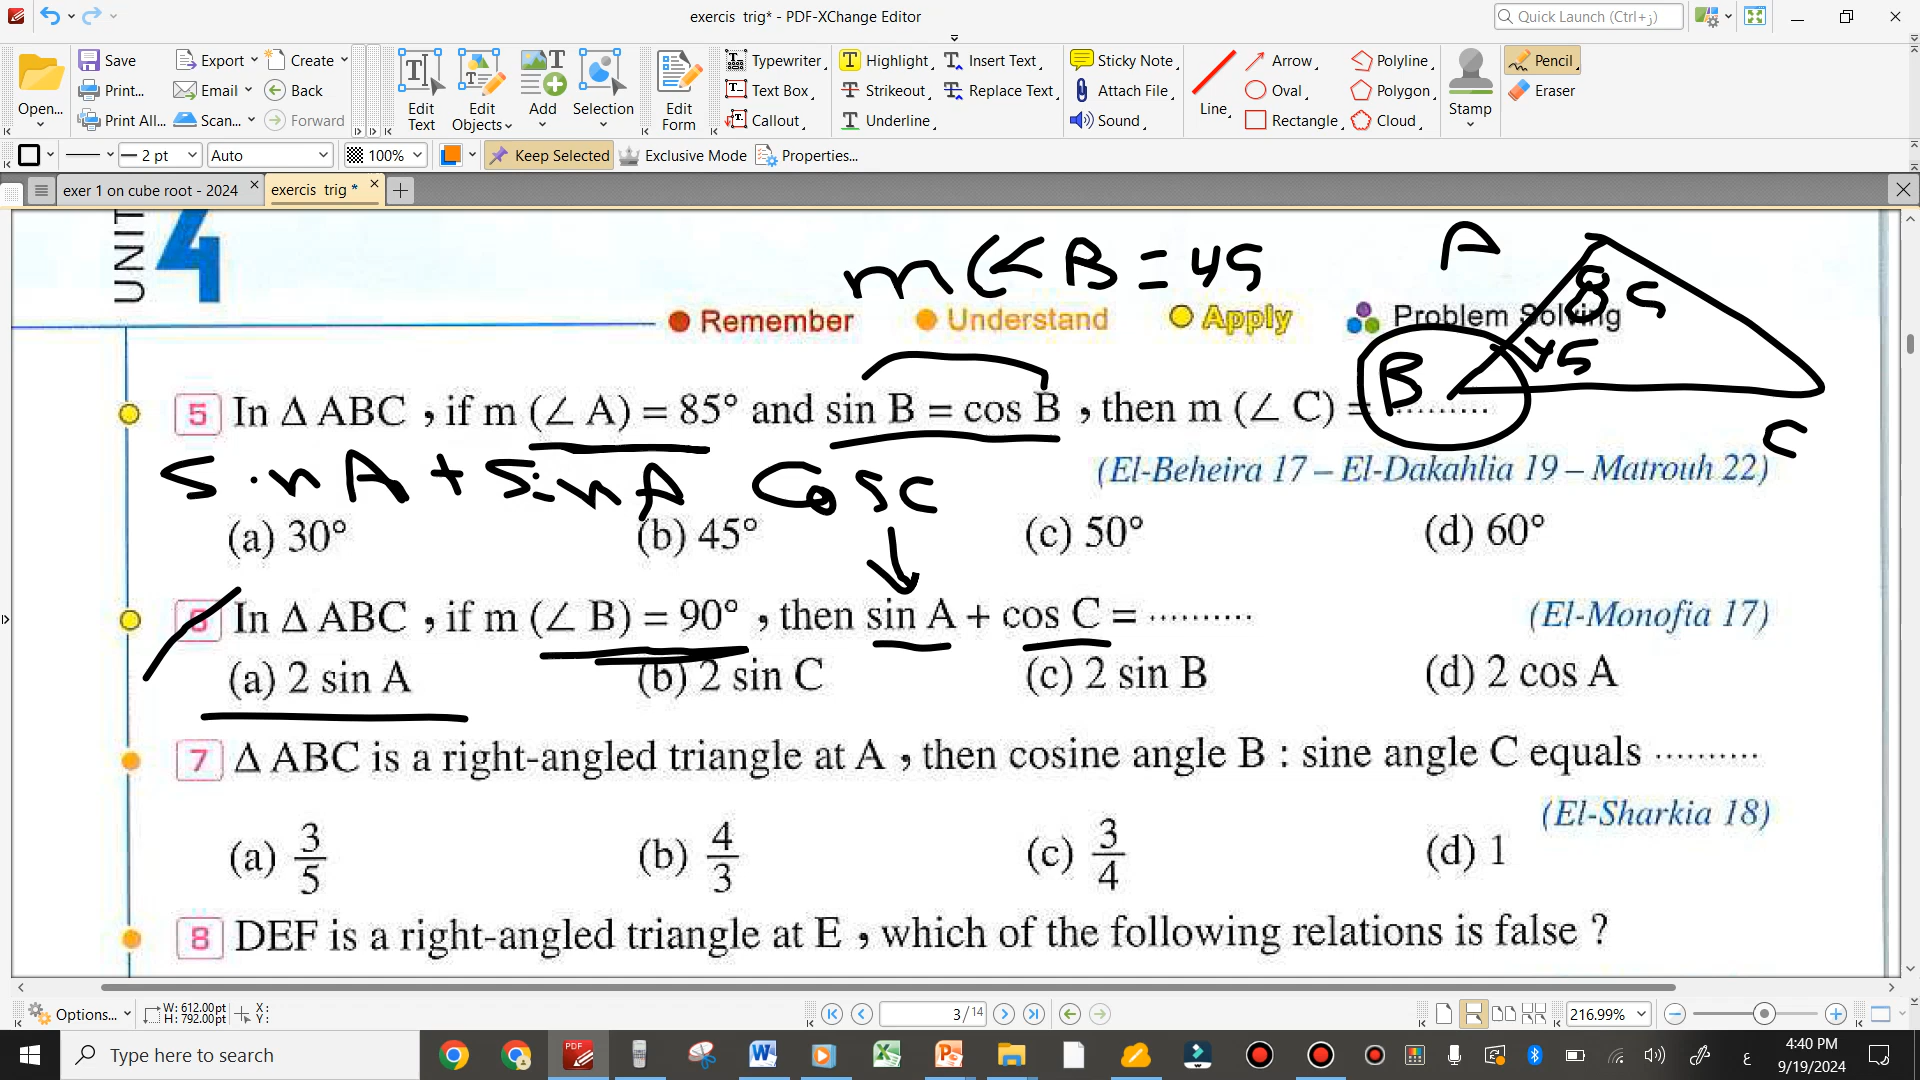 exercis trig* - PDF-XChange Editor
Quick Launch (Ctrl+ز)
Open...
Save
Print...
Print All...
Export
Email
Scan...
Create
Back
Forward
Edit Text
Edit Objects
Add
Selection
Edit Form
Typewriter
Text Box
Callout
Highlight
Strikeout
Underline
Insert Text
Replace Text
Sticky Note
Attach File
Sound
Line
Arrow
Oval
Rectangle
Polyline
Polygon
Cloud
Stamp
Pencil
Eraser
2 pt
Auto
100%
Keep Selected
Exclusive Mode
Properties...
exer 1 on cube root - 2024
exercis trig *
UNIT 4
m(< B = 45
A
85
45
B
C
Remember Understand Apply Problem Solving
5 In Δ ABC , if m (∠ A) = 85° and sin B = cos B , then m (∠ C) = ..........
(El-Beheira 17 – El-Dakahlia 19 – Matrouh 22)
sin A + sin A cos C
(a) 30° (b) 45° (c) 50° (d) 60°
6 In Δ ABC , if m (∠ B) = 90° , then sin A + cos C = .......... (El-Monofia 17)
(a) 2 sin A (b) 2 sin C (c) 2 sin B (d) 2 cos A
7 Δ ABC is a right-angled triangle at A , then cosine angle B : sine angle C equals ..........
(El-Sharkia 18)
(a) 3/5 (b) 4/3 (c) 3/4 (d) 1
8 DEF is a right-angled triangle at E , which of the following relations is false ?
Options...
W: 612.00pt
H: 792.00pt
X:
Y:
3 / 14
216.99%
Type here to search
ع
4:40 PM
9/19/2024